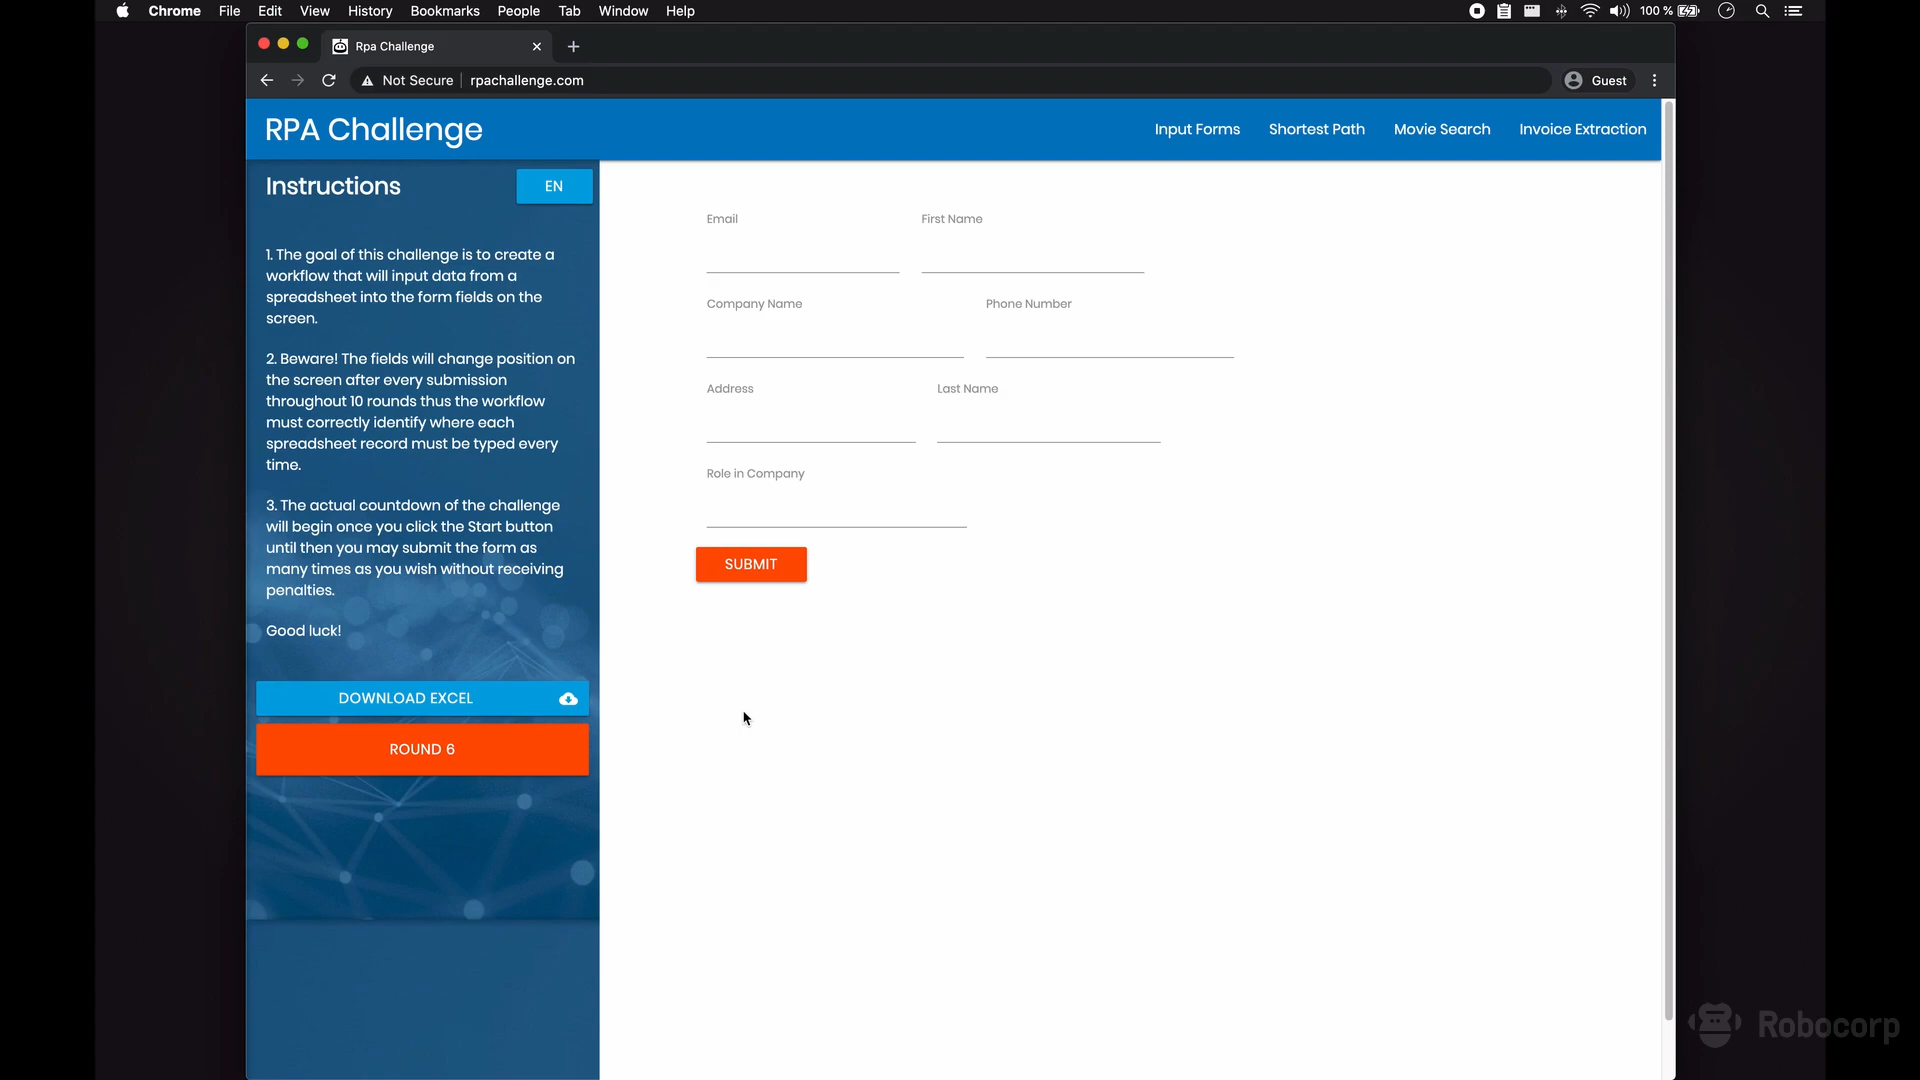 Chrome File Edit View History Bookmarks People Tab Window Help 100 %
Rpa Challenge
Not Secure rpachallenge.com Guest
RPA Challenge Input Forms Shortest Path Movie Search Invoice Extraction
Instructions EN
1. The goal of this challenge is to create a
workflow that will input data from a
spreadsheet into the form fields on the
screen.
2. Beware! The fields will change position on
the screen after every submission
throughout 10 rounds thus the workflow
must correctly identify where each
spreadsheet record must be typed every
time.
3. The actual countdown of the challenge
will begin once you click the Start button
until then you may submit the form as
many times as you wish without receiving
penalties.
Good luck!
DOWNLOAD EXCEL
ROUND 6
Email First Name
Company Name Phone Number
Address Last Name
Role in Company
SUBMIT
Robocorp